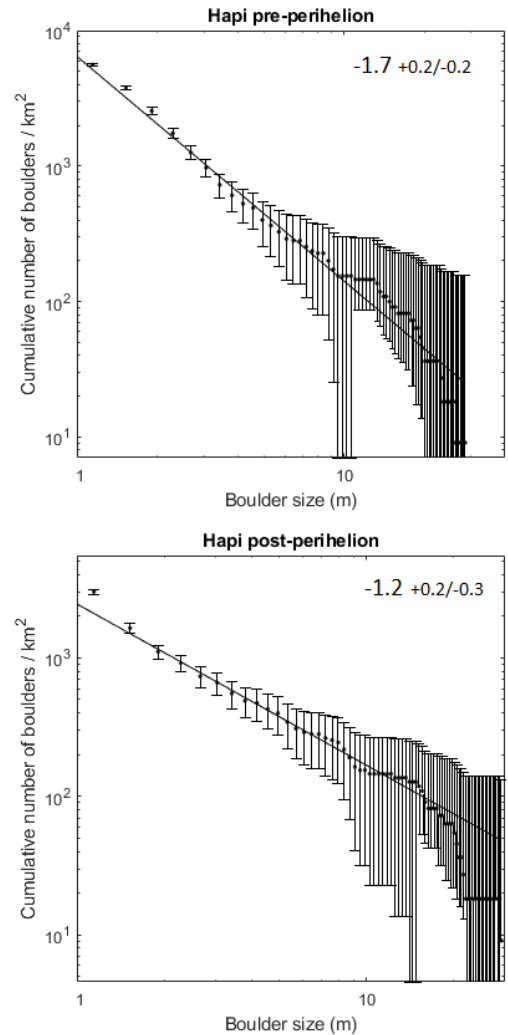 Hapi pre-perihelion
-1.7 +0.2/-0.2
10^4
10^3
10^2
10^1
Cumulative number of boulders / km^2
1
10
Boulder size (m)
Hapi post-perihelion
-1.2 +0.2/-0.3
10^3
10^2
10^1
Cumulative number of boulders / km^2
1
10
Boulder size (m)